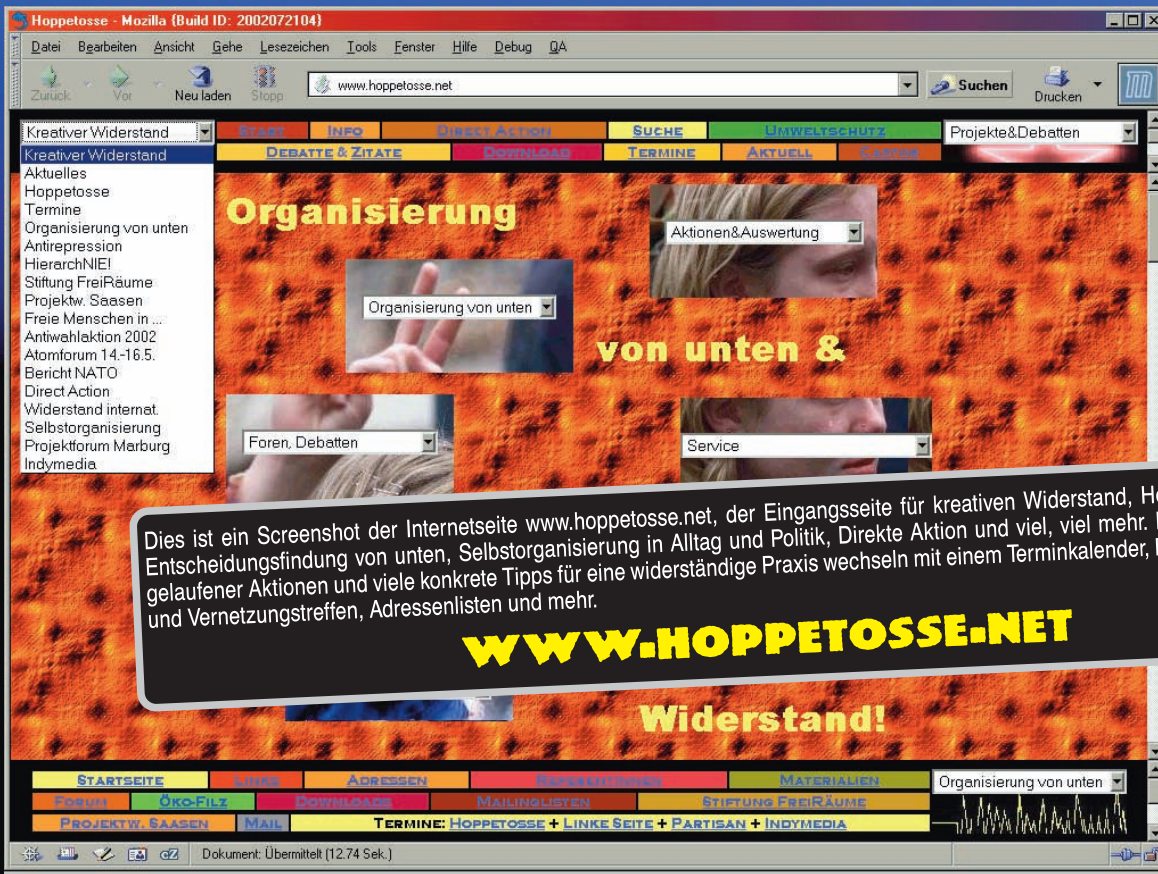 Hoppetosse - Mozilla {Build ID: 2002072104}
Datei Bearbeiten Ansicht Gehe Lesezeichen Tools Fenster Hilfe Debug QA
Zurück Vor Neu laden Stopp www.hoppetosse.net Suchen Drucken
Kreativer Widerstand START INFO DIRECT ACTION SUCHE UMWELTSCHUTZ Projekte&Debatten
DEBATTE & ZITATE DOWNLOAD TERMINE AKTUELL CASTOR
Kreativer Widerstand
Aktuelles
Hoppetosse
Termine
Organisierung von unten
Antirepression
HierarchNIE!
Stiftung FreiRäume
Projektw. Saasen
Freie Menschen in ...
Antiwahlaktion 2002
Atomforum 14.-16.5.
Bericht NATO
Direct Action
Widerstand internat.
Selbstorganisierung
Projektforum Marburg
Indymedia
Organisierung
Aktionen&Auswertung
Organisierung von unten
von unten &
Foren, Debatten
Service
Dies ist ein Screenshot der Internetseite www.hoppetosse.net, der Eingangsseite für kreativen Widerstand,
Entscheidungsfindung von unten, Selbstorganisierung in Alltag und Politik, Direkte Aktion und viel, viel mehr.
gelaufener Aktionen und viele konkrete Tipps für eine widerständige Praxis wechseln mit einem Terminkalender,
und Vernetzungstreffen, Adressenlisten und mehr.
WWW.HOPPETOSSE.NET
Widerstand!
STARTSEITE LINKS ADRESSEN REFERENTINNEN MATERIALIEN Organisierung von unten
FORUM ÖKO-FILZ DOWNLOADS MAILINGLISTEN STIFTUNG FREIRÄUME
PROJEKTW. SAASEN MAIL TERMINE: HOPPETOSSE + LINKE SEITE + PARTISAN + INDYMEDIA
Dokument: Übermittelt (12.74 Sek.)